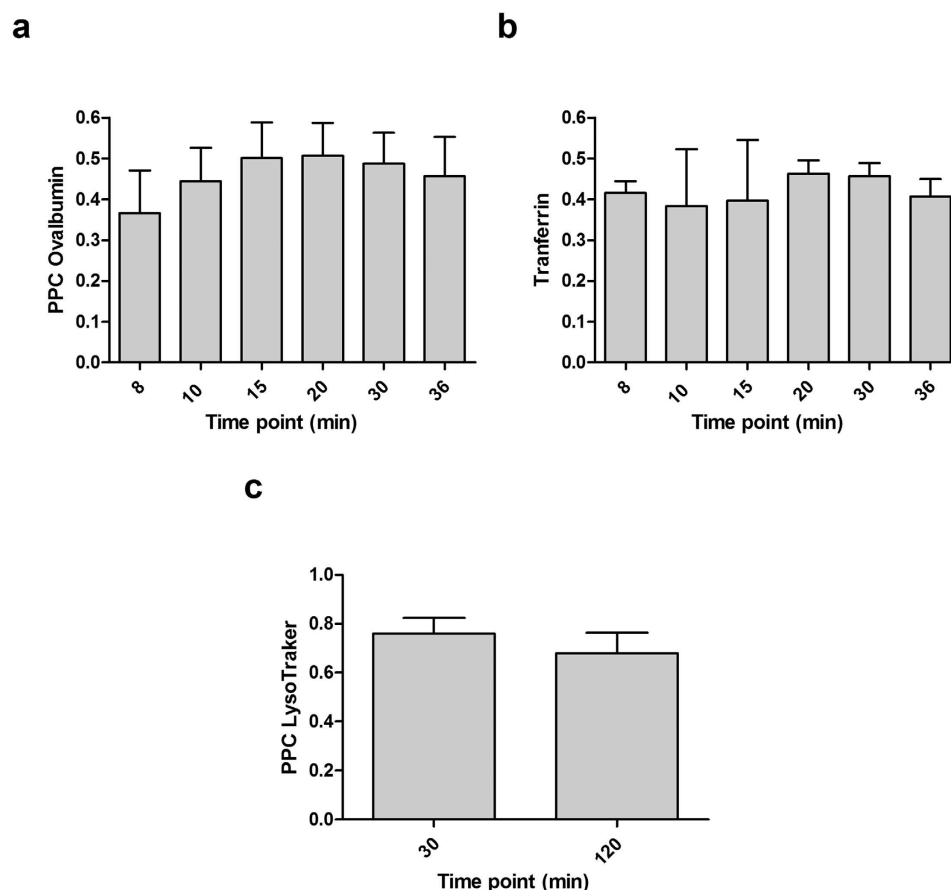 a
PPC Ovalbumin
0.6
0.5
0.4
0.3
0.2
0.1
0.0
8 10 15 20 30 36
Time point (min)
b
Tranferrin
0.6
0.5
0.4
0.3
0.2
0.1
0.0
8 10 15 20 30 36
Time point (min)
c
PPC LysoTraker
1.0
0.8
0.6
0.4
0.2
0.0
30 120
Time point (min)